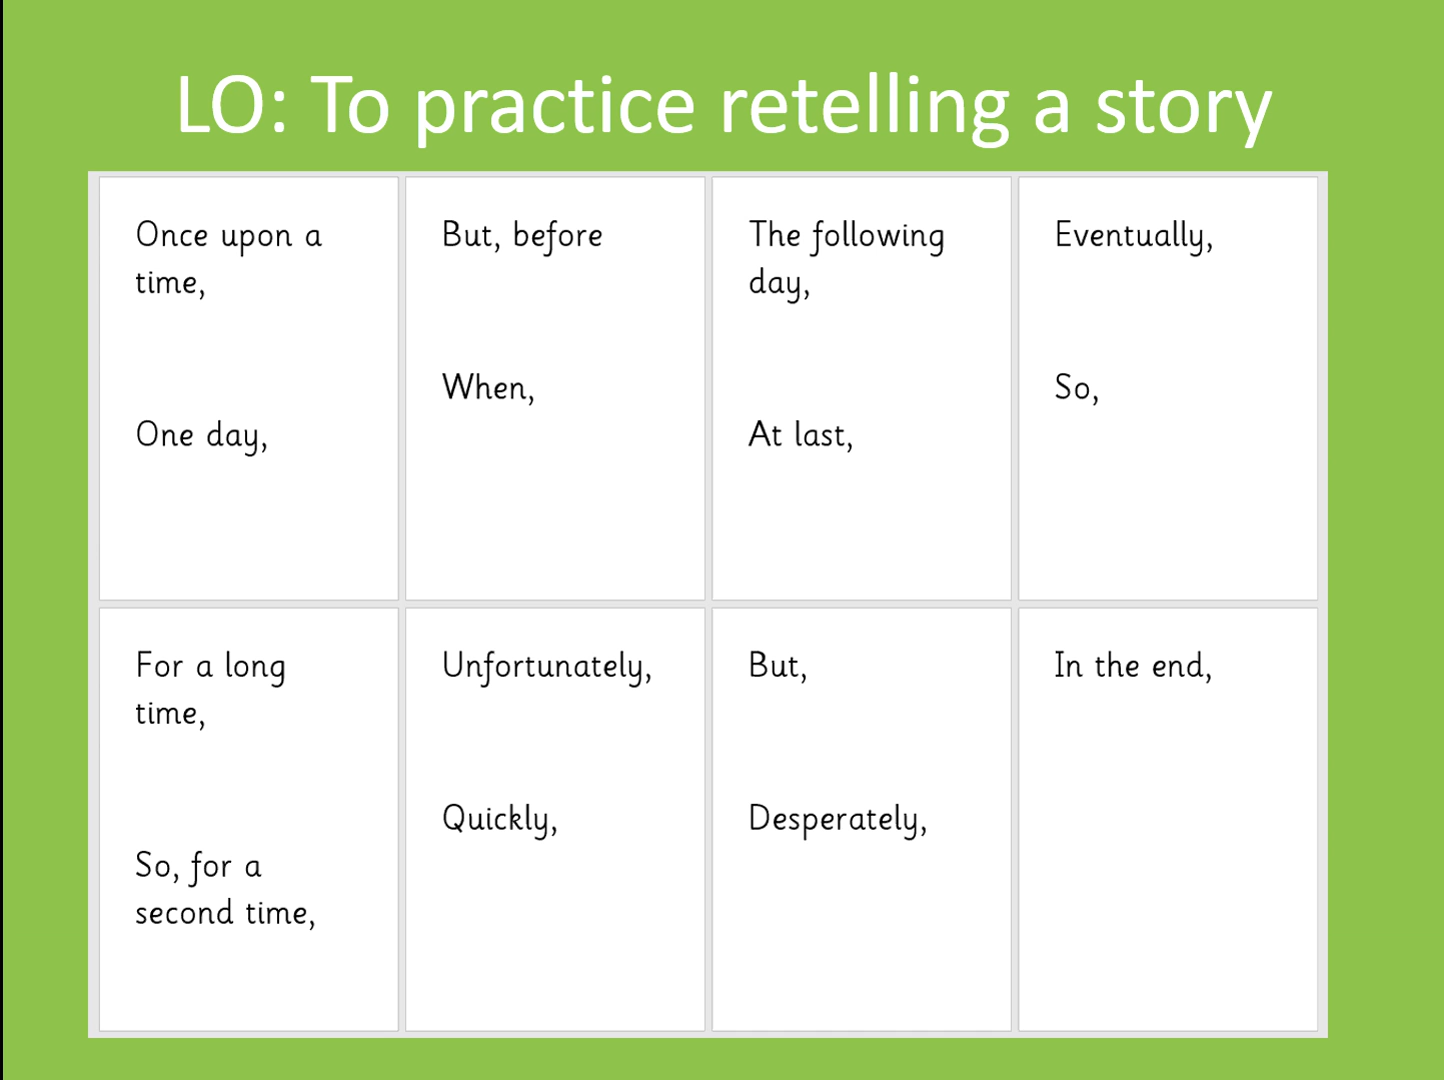 LO: To practice retelling a story
Once upon a
time,
One day,
But, before
When,
The following
day,
At last,
Eventually,
So,
For a long
time,
So, for a
second time,
Unfortunately,
Quickly,
But,
Desperately,
In the end,